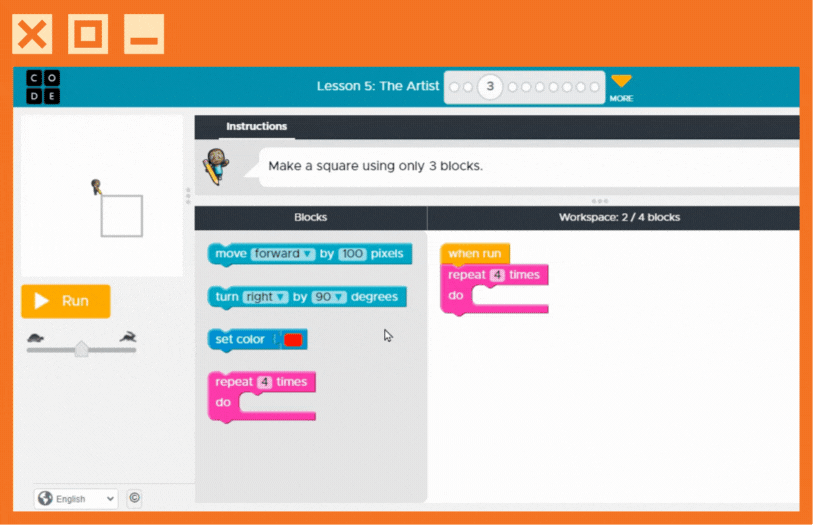 C O
D E
Lesson 5: The Artist
3
MORE
Instructions
Make a square using only 3 blocks.
Blocks
Workspace: 2 / 4 blocks
move forward ▼ by 100 pixels
turn right ▼ by 90 ▼ degrees
set color
repeat 4 times
do
when run
repeat 4 times
do
Run
English
©